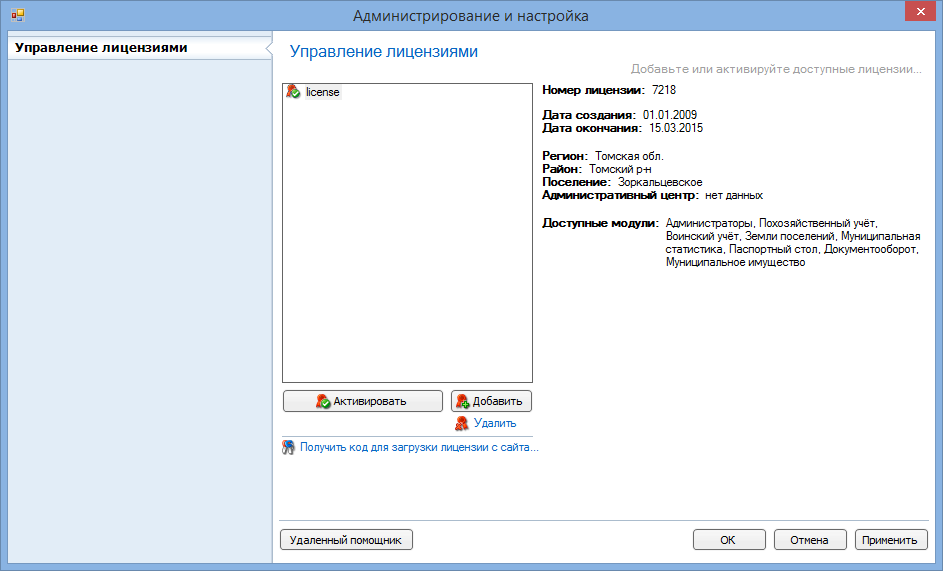 Администрирование и настройка
Управление лицензиями
Управление лицензиями
Добавьте или активируйте доступные лицензии...
license
Номер лицензии: 7218
Дата создания: 01.01.2009
Дата окончания: 15.03.2015
Регион: Томская обл.
Район: Томский р-н
Поселение: Зоркальцевское
Административный центр: нет данных
Доступные модули: Администраторы, Похозяйственный учёт,
Воинский учёт, Земли поселений, Муниципальная
статистика, Паспортный стол, Документооборот,
Муниципальное имущество
Активировать
Добавить
Удалить
Получить код для загрузки лицензии с сайта...
Удаленный помощник
ОК
Отмена
Применить